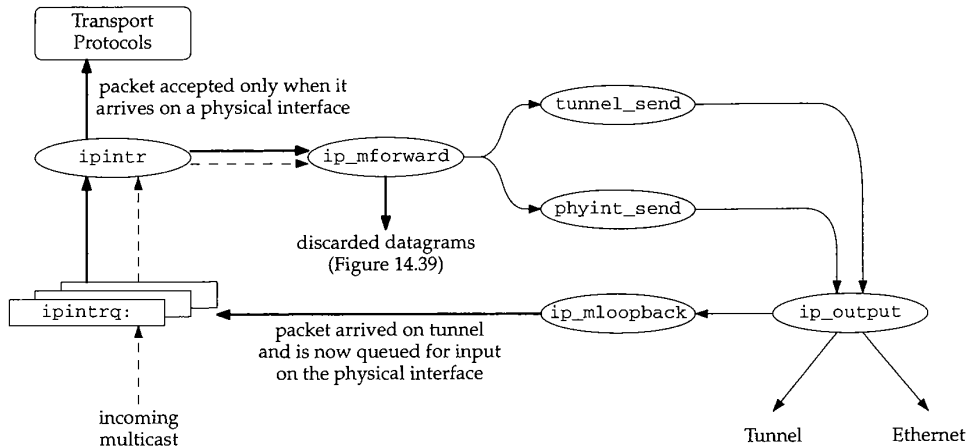 Transport
Protocols
packet accepted only when it
arrives on a physical interface
tunnel_send
ipintr
ip_mforward
phyint_send
discarded datagrams
(Figure 14.39)
ipintrq:
ip_mloopback
ip_output
packet arrived on tunnel
and is now queued for input
on the physical interface
incoming
multicast
Tunnel
Ethernet